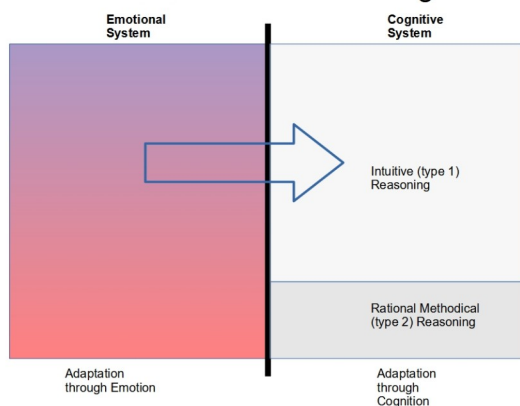 Emotional
System
Cognitive
System
Intuitive (type 1)
Reasoning
Rational Methodical
(type 2) Reasoning
Adaptation
through Emotion
Adaptation
through
Cognition